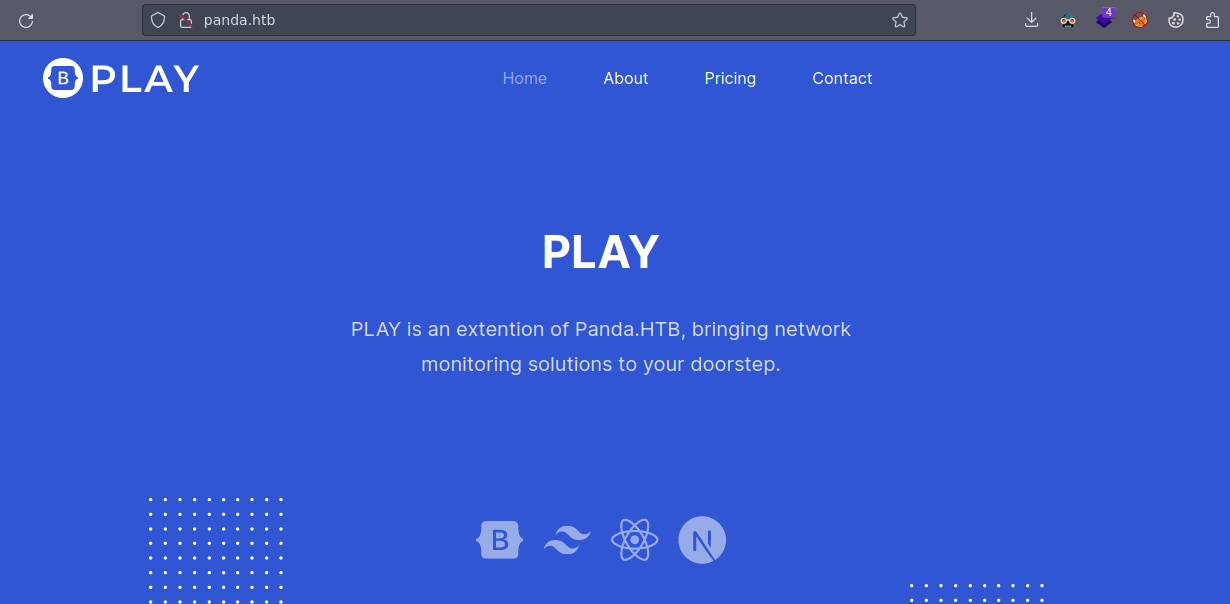 4
panda.htb
B PLAY
Home About Pricing Contact
PLAY
PLAY is an extention of Panda.HTB, bringing network
monitoring solutions to your doorstep.
B N